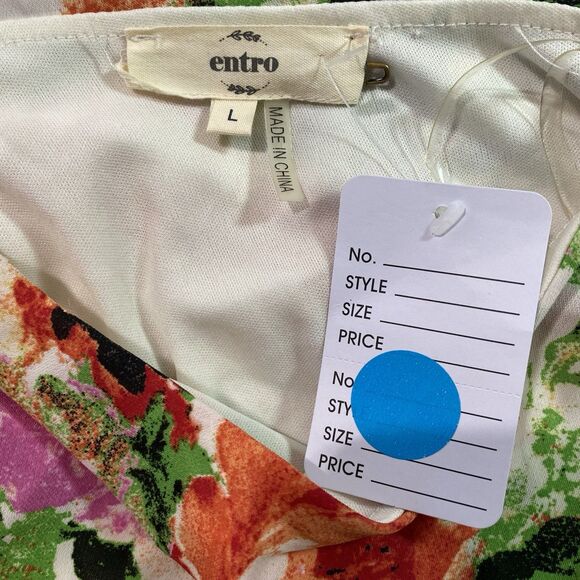 entro
L
MADE IN CHINA
No.
STYLE
SIZE
PRICE
No
STY
SIZE
PRICE